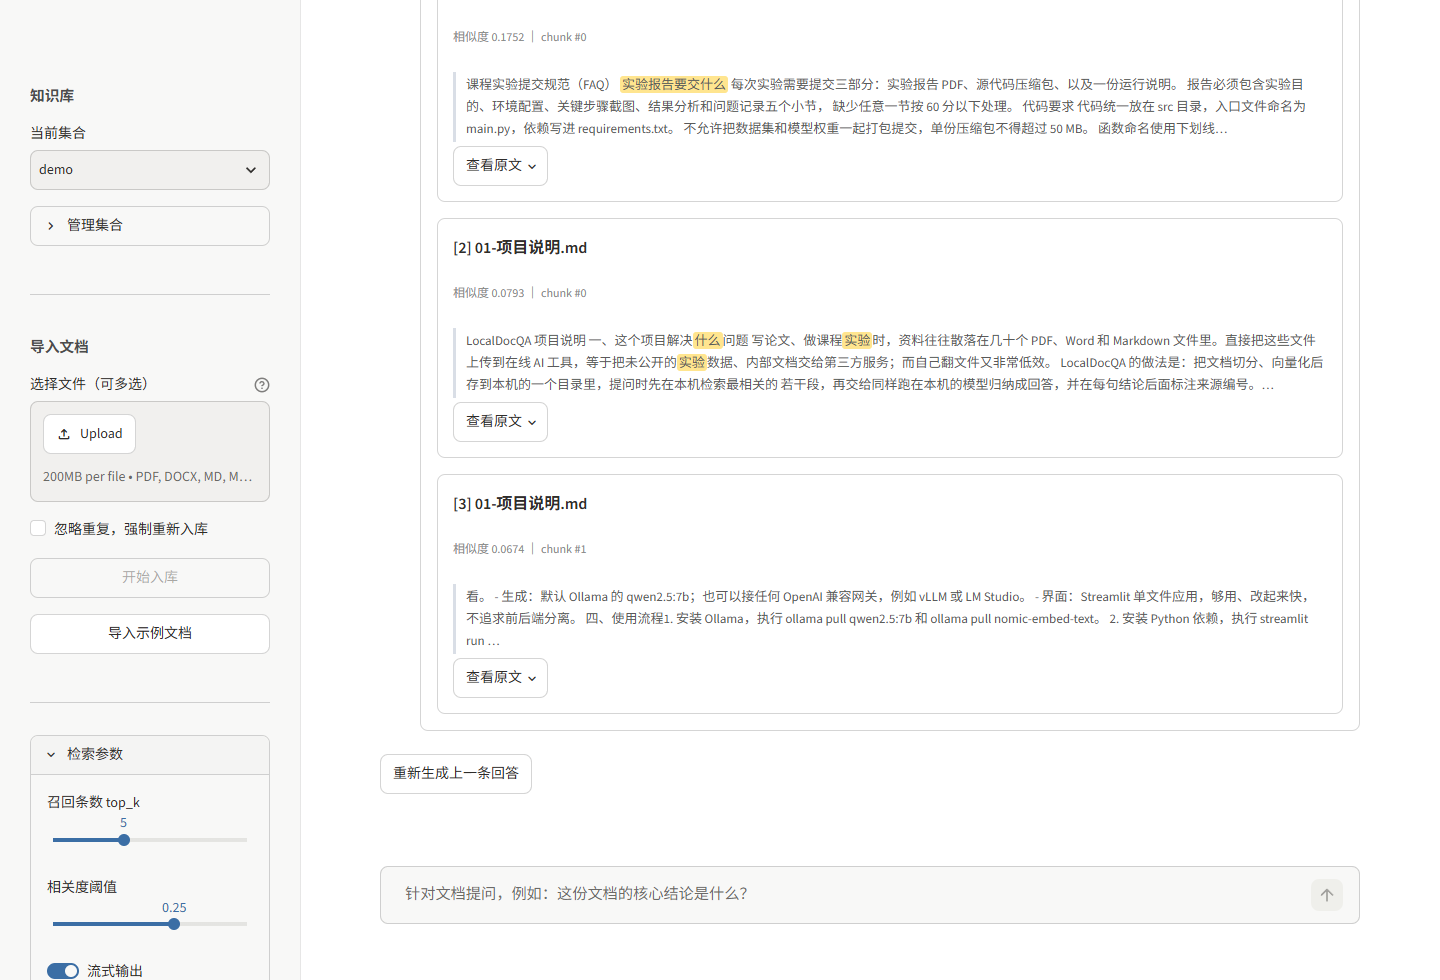 知识库
当前集合
demo
管理集合
导入文档
选择文件（可多选）
Upload
200MB per file • PDF, DOCX, MD, M…
忽略重复，强制重新入库
开始入库
导入示例文档
检索参数
召回条数 top_k
5
相关度阈值
0.25
流式输出
相似度 0.1752 | chunk #0
课程实验提交规范（FAQ） 实验报告要交什么 每次实验需要提交三部分：实验报告 PDF、源代码压缩包、以及一份运行说明。 报告必须包含实验目
的、环境配置、关键步骤截图、结果分析和问题记录五个小节， 缺少任意一节按 60 分以下处理。 代码要求 代码统一放在 src 目录，入口文件命名为
main.py，依赖写进 requirements.txt。 不允许把数据集和模型权重一起打包提交，单份压缩包不得超过 50 MB。 函数命名使用下划线…
查看原文
[2] 01-项目说明.md
相似度 0.0793 | chunk #0
LocalDocQA 项目说明 一、这个项目解决什么问题 写论文、做课程实验时，资料往往散落在几十个 PDF、Word 和 Markdown 文件里。直接把这些文件
上传到在线 AI 工具，等于把未公开的实验数据、内部文档交给第三方服务；而自己翻文件又非常低效。 LocalDocQA 的做法是：把文档切分、向量化后
存到本机的一个目录里，提问时先在本机检索最相关的 若干段，再交给同样跑在本机的模型归纳成回答，并在每句结论后面标注来源编号。…
查看原文
[3] 01-项目说明.md
相似度 0.0674 | chunk #1
看。 - 生成：默认 Ollama 的 qwen2.5:7b；也可以接任何 OpenAI 兼容网关，例如 vLLM 或 LM Studio。 - 界面：Streamlit 单文件应用，够用、改起来快，
不追求前后端分离。 四、使用流程1. 安装 Ollama，执行 ollama pull qwen2.5:7b 和 ollama pull nomic-embed-text。 2. 安装 Python 依赖，执行 streamlit
run …
查看原文
重新生成上一条回答
针对文档提问，例如：这份文档的核心结论是什么？